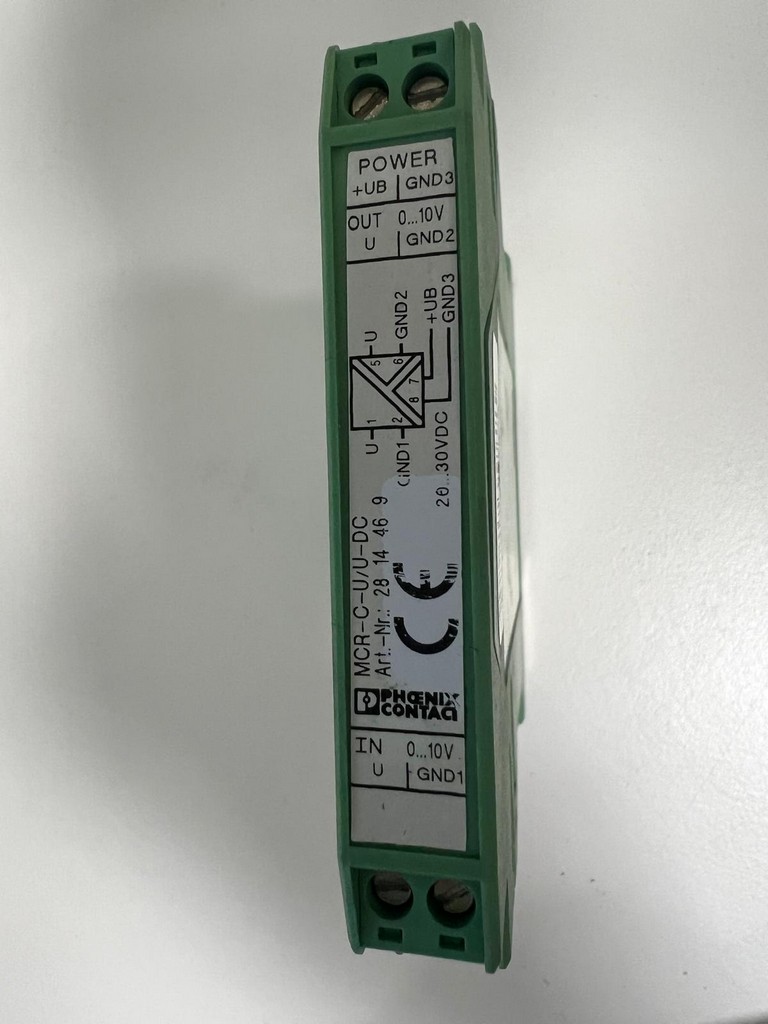 POWER
+UB GND3
OUT 0...10V
U GND2
5 U
6 GND2
7 +UB
8 GND3
U 1
GND1 2
20...30VDC
MCR-C-U/U-DC
Art.-Nr.: 28 14 46 9
CE
PHŒNIX
CONTACT
IN 0...10V
U GND1